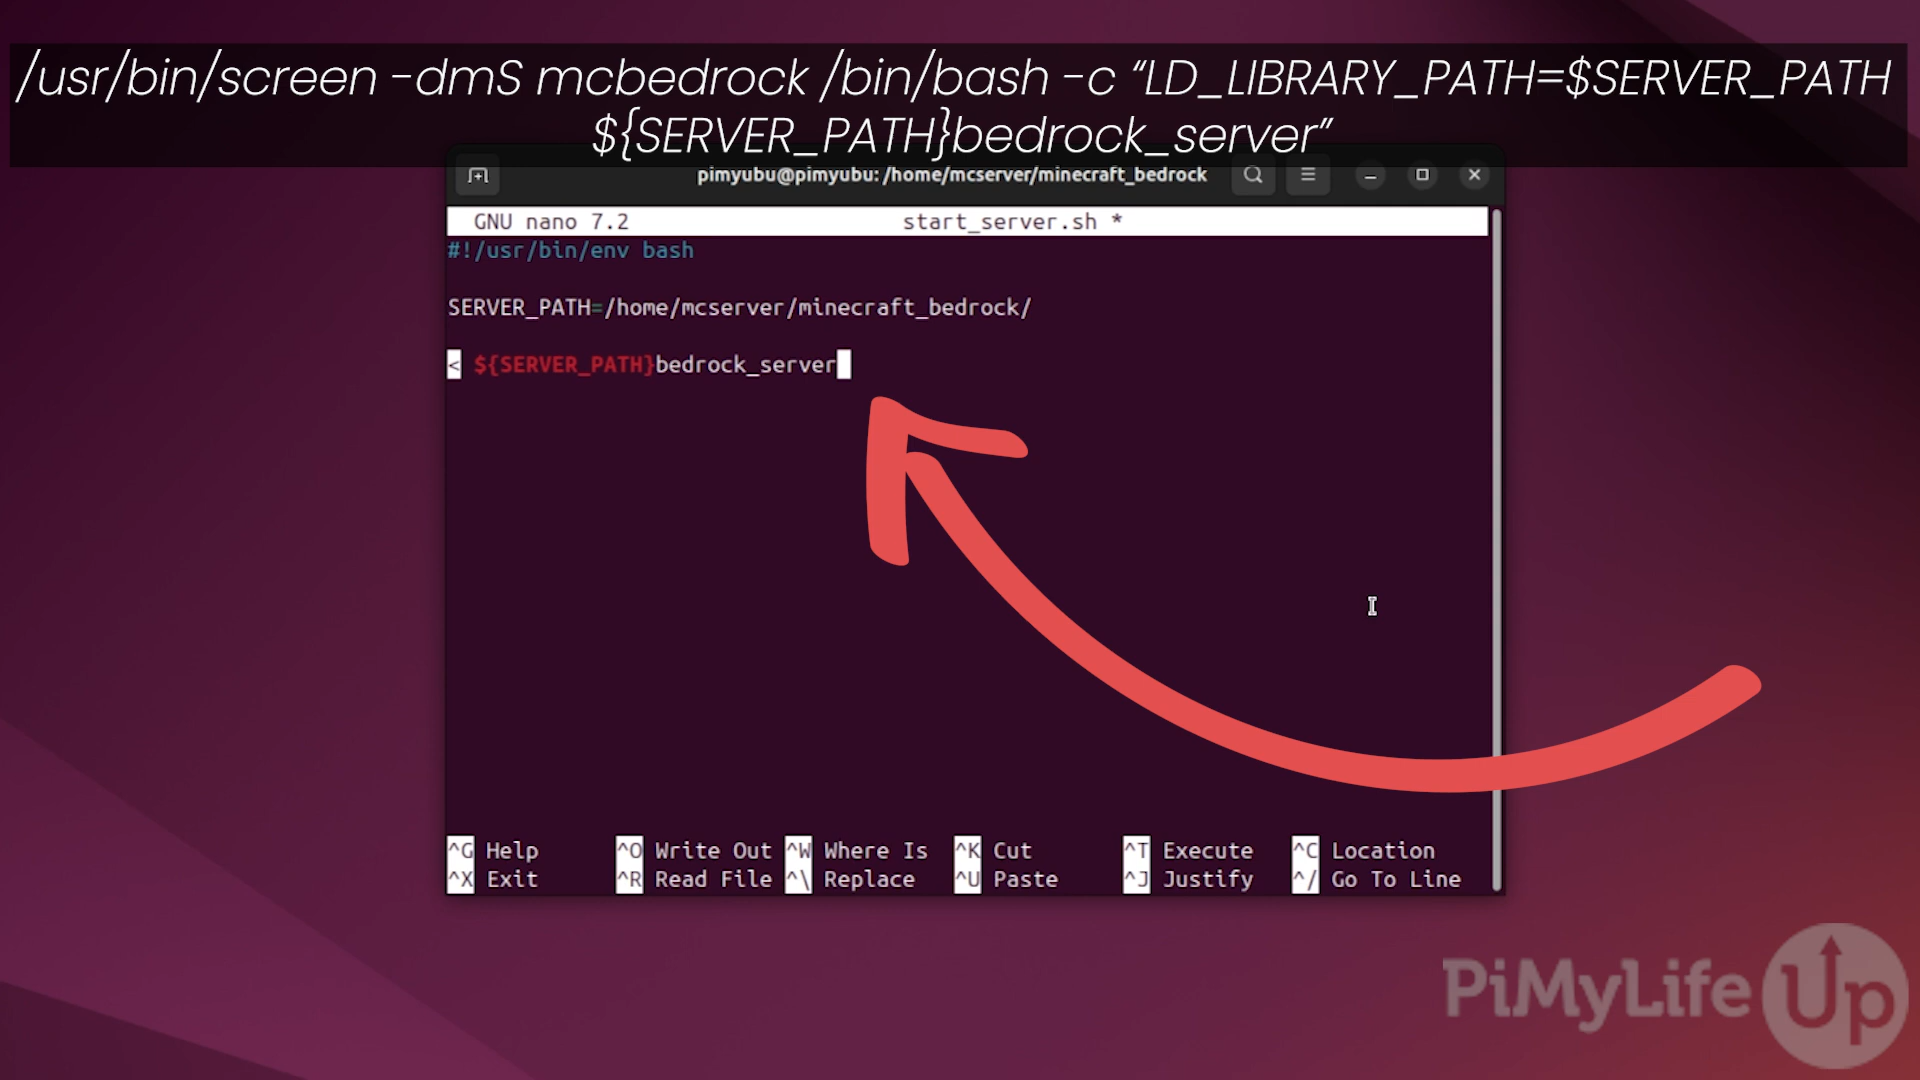 /usr/bin/screen -dmS mcbedrock /bin/bash -c “LD_LIBRARY_PATH=$SERVER_PATH
${SERVER_PATH}bedrock_server”
pimyubu@pimyubu: /home/mcserver/minecraft_bedrock
GNU nano 7.2 start_server.sh *
#!/usr/bin/env bash
SERVER_PATH=/home/mcserver/minecraft_bedrock/
< ${SERVER_PATH}bedrock_server
^G Help ^O Write Out ^W Where Is ^K Cut ^T Execute ^C Location
^X Exit ^R Read File ^\ Replace ^U Paste ^J Justify ^/ Go To Line
PiMyLifeUp